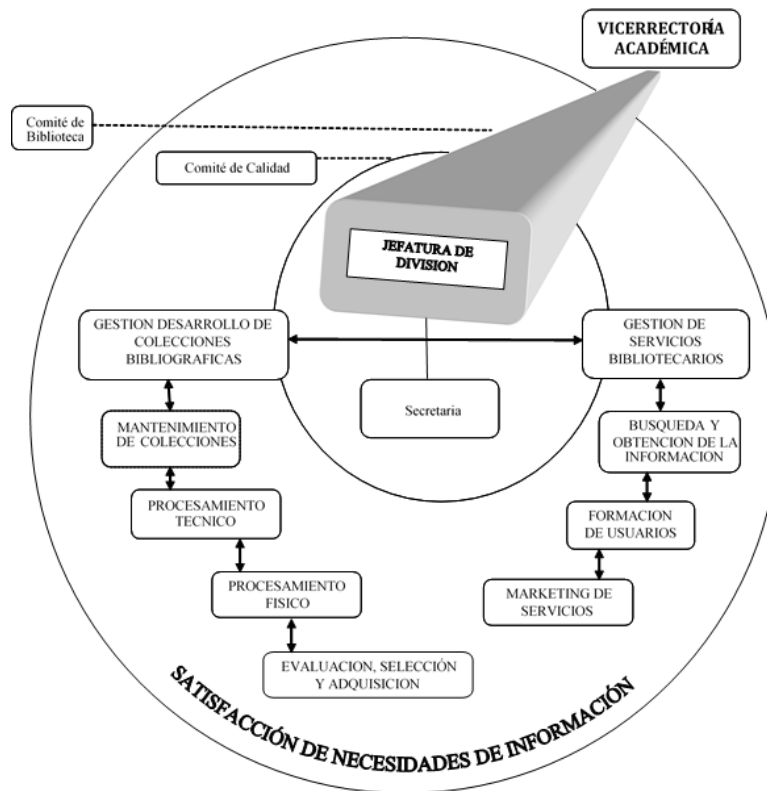 VICERRECTORÍA
ACADÉMICA
Comité de
Biblioteca
Comité de Calidad
JEFATURA DE
DIVISION
GESTION DESARROLLO DE
COLECCIONES
BIBLIOGRAFICAS
GESTION DE
SERVICIOS
BIBLIOTECARIOS
Secretaria
MANTENIMIENTO
DE COLECCIONES
BUSQUEDA Y
OBTENCION DE LA
INFORMACION
PROCESAMIENTO
TECNICO
FORMACION
DE USUARIOS
PROCESAMIENTO
FISICO
MARKETING DE
SERVICIOS
EVALUACION, SELECCIÓN
Y ADQUISICION
SATISFACCIÓN DE NECESIDADES DE INFORMACIÓN